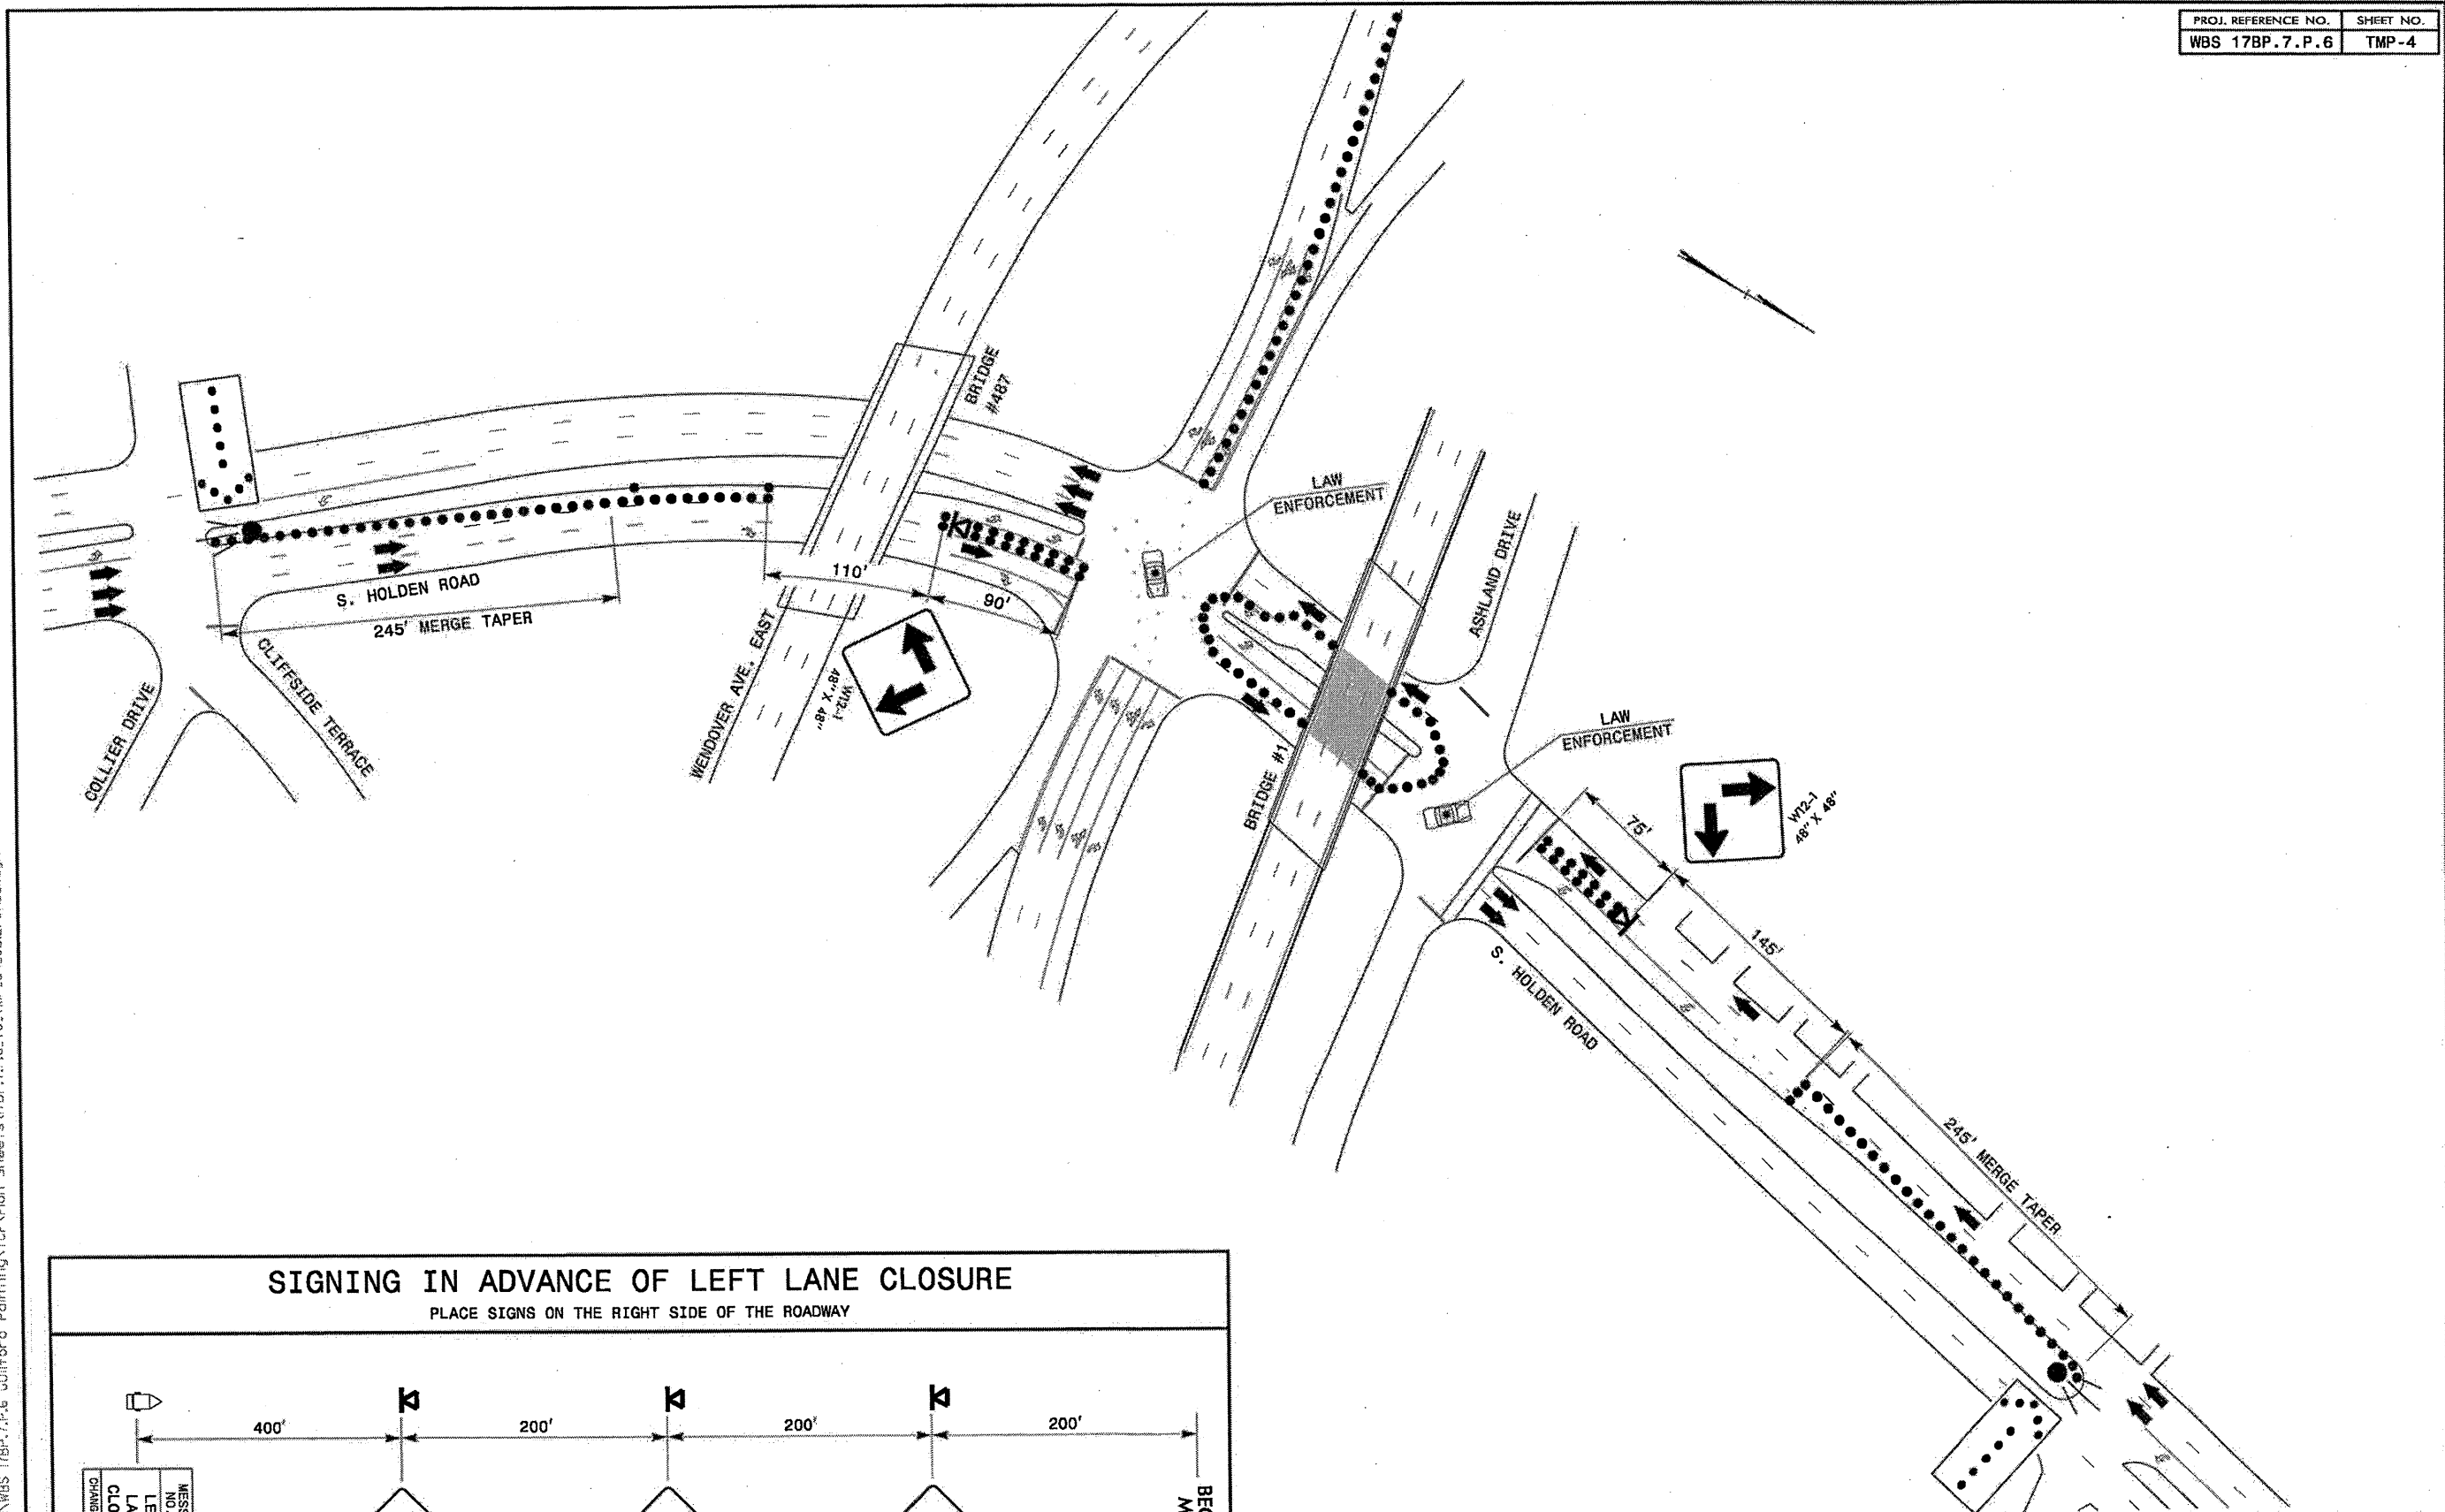 PROJ. REFERENCE NO.
SHEET NO.
WBS 17BP.7.P.6
TMP-4
BRIDGE
#487
LAW
ENFORCEMENT
ASHLAND DRIVE
S. HOLDEN ROAD
245' MERGE TAPER
110'
90'
COLLIER DRIVE
CLIFFSIDE TERRACE
WENDOVER AVE. EAST
W12-1
48" X 48"
BRIDGE #1
LAW
ENFORCEMENT
75'
W12-1
48" X 48"
145'
S. HOLDEN ROAD
245' MERGE TAPER
SIGNING IN ADVANCE OF LEFT LANE CLOSURE
PLACE SIGNS ON THE RIGHT SIDE OF THE ROADWAY
400'
200'
200'
200'